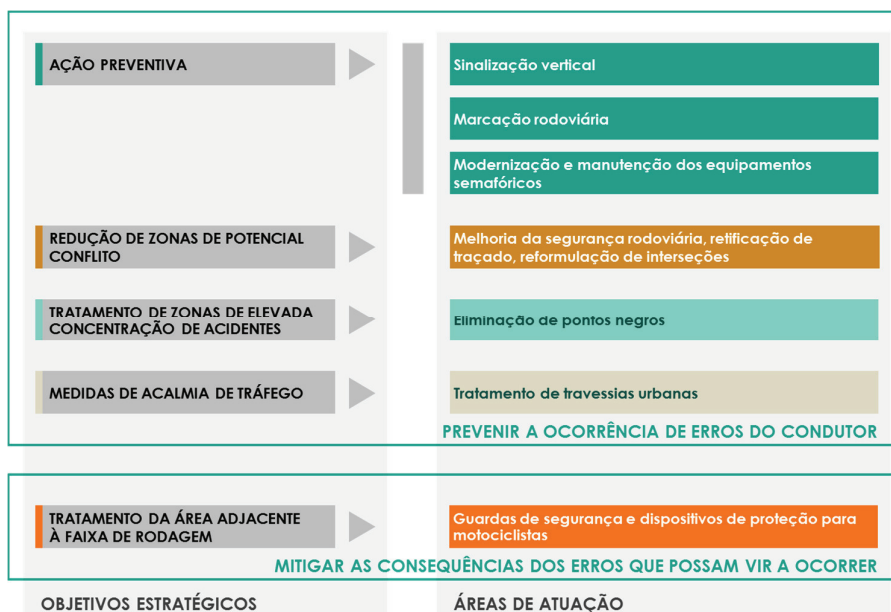 AÇÃO PREVENTIVA
Sinalização vertical
Marcação rodoviária
Modernização e manutenção dos equipamentos
semafóricos
REDUÇÃO DE ZONAS DE POTENCIAL
CONFLITO
Melhoria da segurança rodoviária, retificação de
traçado, reformulação de interseções
TRATAMENTO DE ZONAS DE ELEVADA
CONCENTRAÇÃO DE ACIDENTES
Eliminação de pontos negros
MEDIDAS DE ACALMIA DE TRÁFEGO
Tratamento de travessias urbanas
PREVENIR A OCORRÊNCIA DE ERROS DO CONDUTOR
TRATAMENTO DA ÁREA ADJACENTE
À FAIXA DE RODAGEM
Guardas de segurança e dispositivos de proteção para
motociclistas
MITIGAR AS CONSEQUÊNCIAS DOS ERROS QUE POSSAM VIR A OCORRER
OBJETIVOS ESTRATÉGICOS
ÁREAS DE ATUAÇÃO